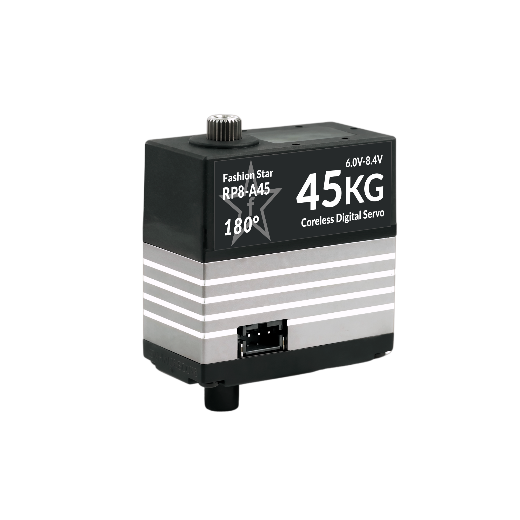 Fashion Star
RP8-A45
180°
f
6.0V-8.4V
45KG
Coreless Digital Servo